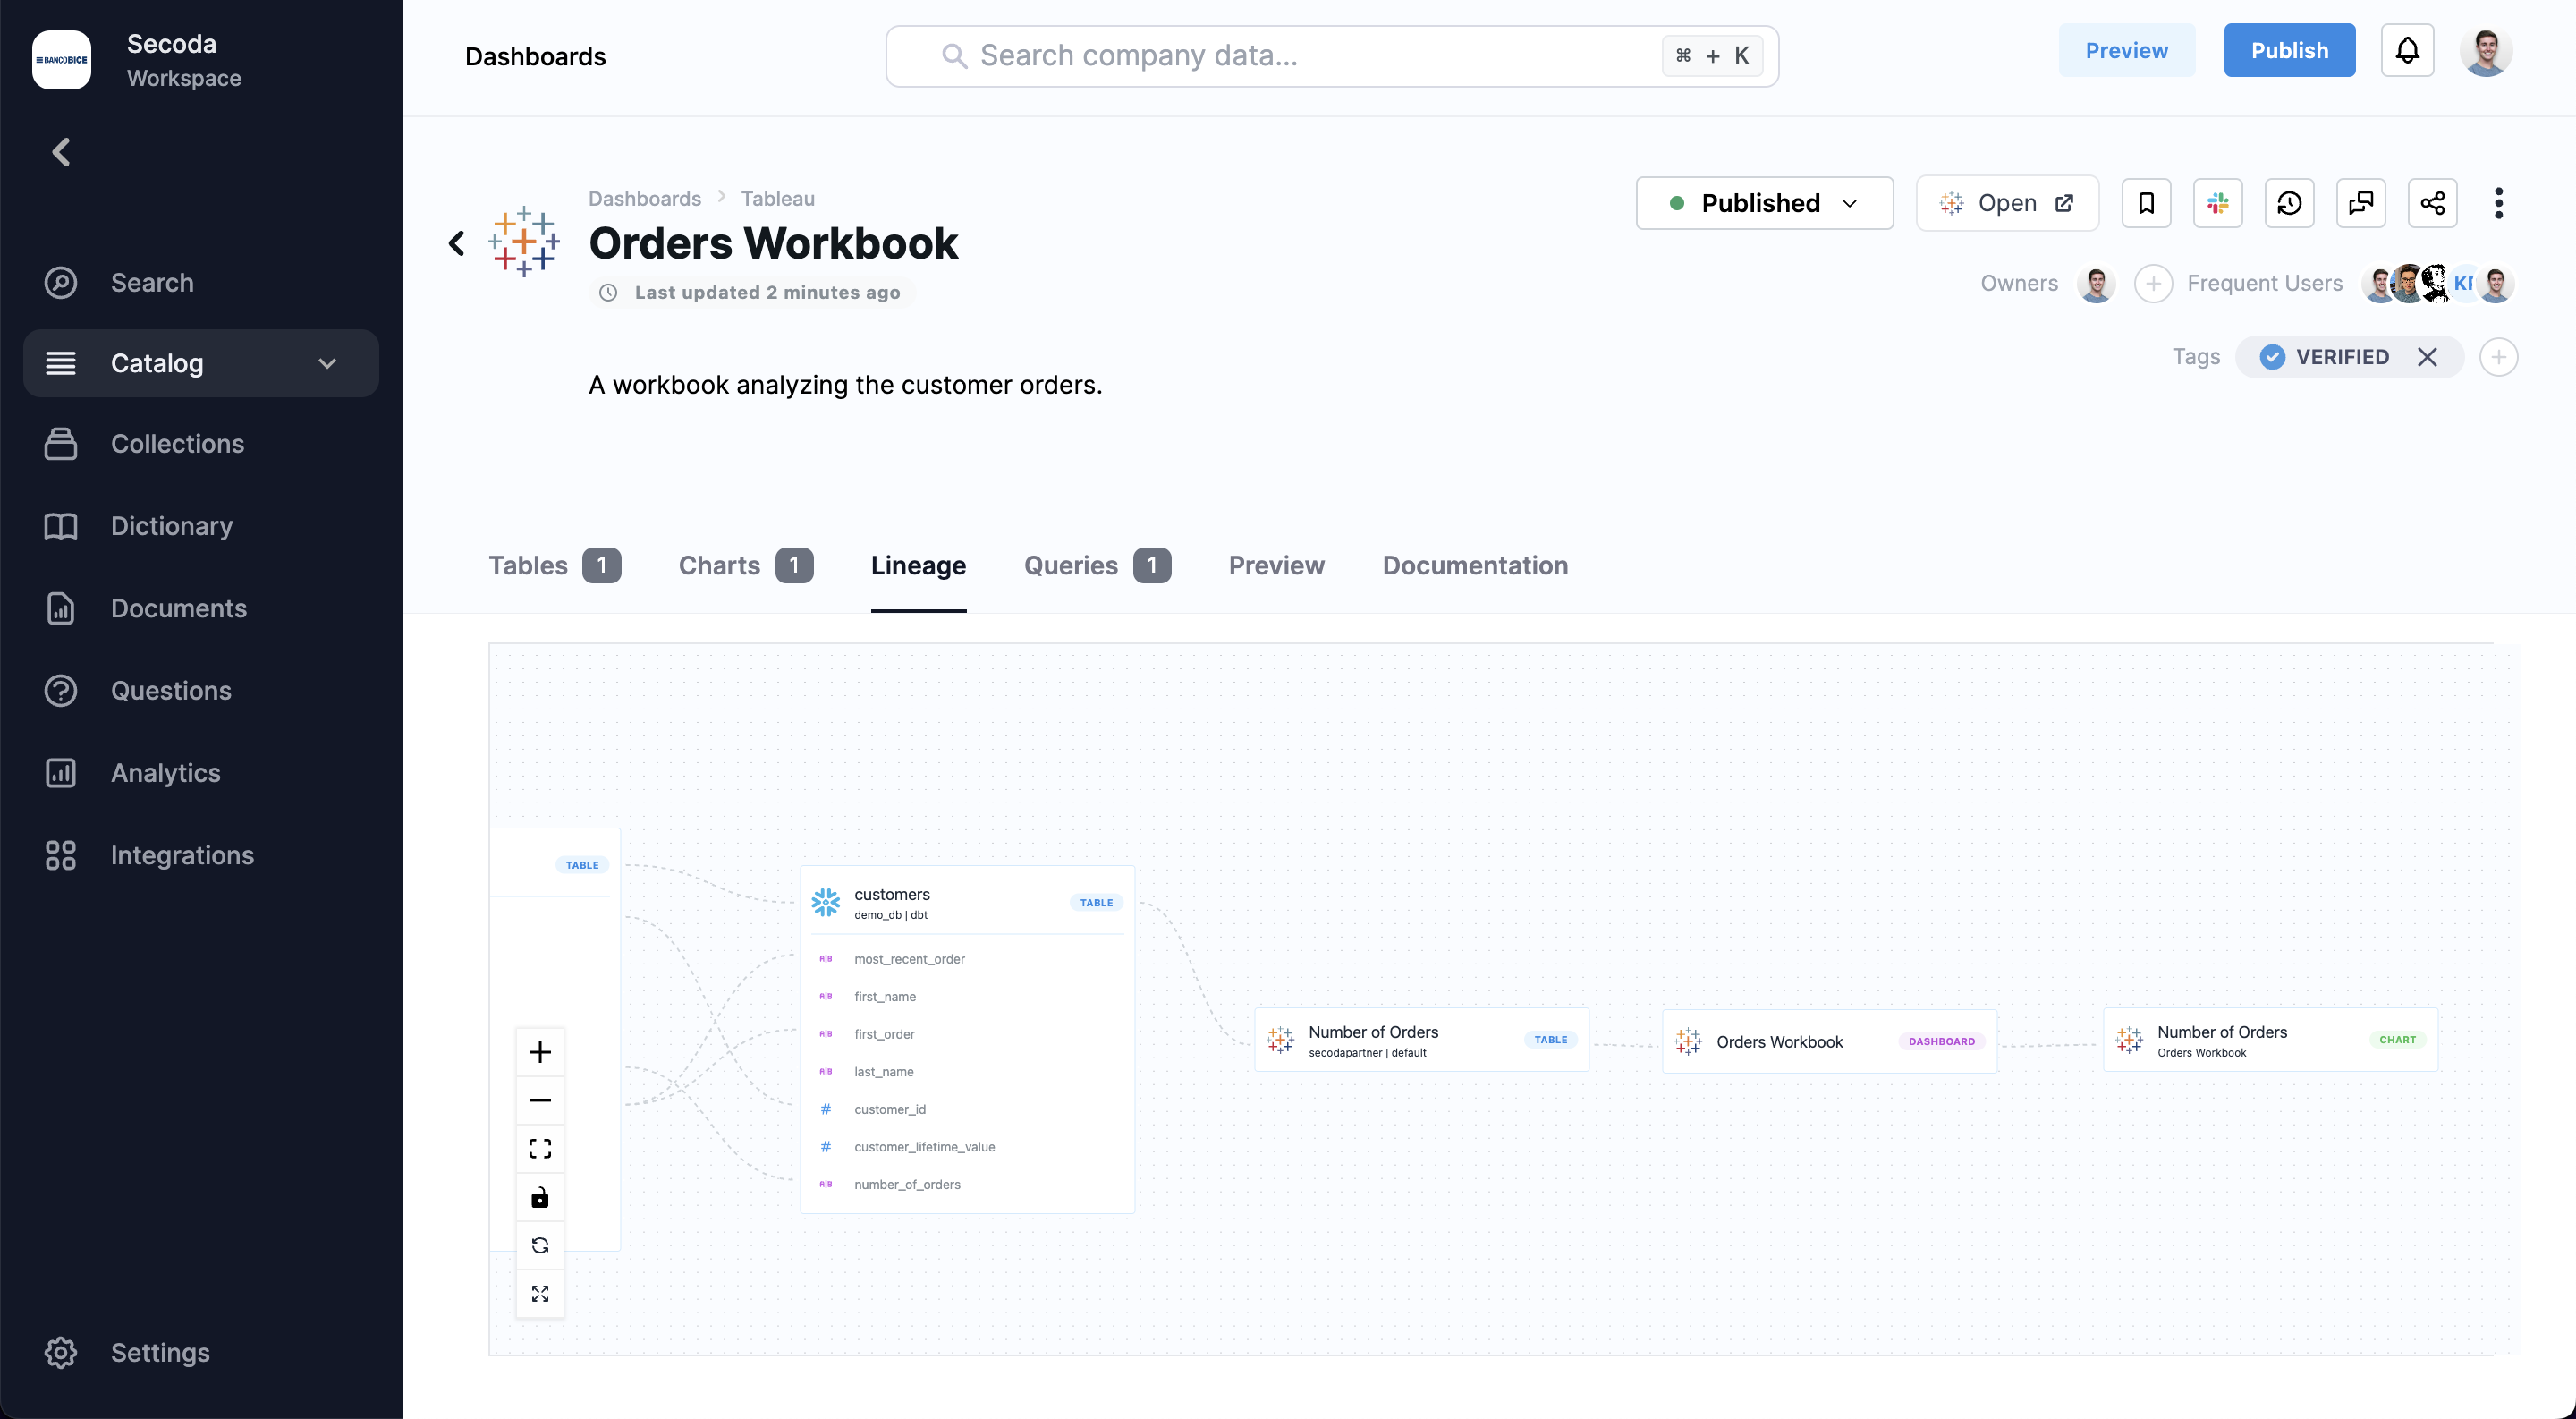 BANCOBICE
Secoda
Workspace
Search
Catalog
Collections
Dictionary
Documents
Questions
Analytics
Integrations
Settings
Dashboards
Search company data...
⌘ + K
Preview
Publish
Dashboards > Tableau
Orders Workbook
Last updated 2 minutes ago
A workbook analyzing the customer orders.
Published
Open
Owners
Frequent Users
Tags
VERIFIED
Tables 1
Charts 1
Lineage
Queries 1
Preview
Documentation
TABLE
customers
demo_db | dbt
TABLE
most_recent_order
first_name
first_order
last_name
# customer_id
# customer_lifetime_value
number_of_orders
Number of Orders
secodapartner | default
TABLE
Orders Workbook
DASHBOARD
Number of Orders
Orders Workbook
CHART